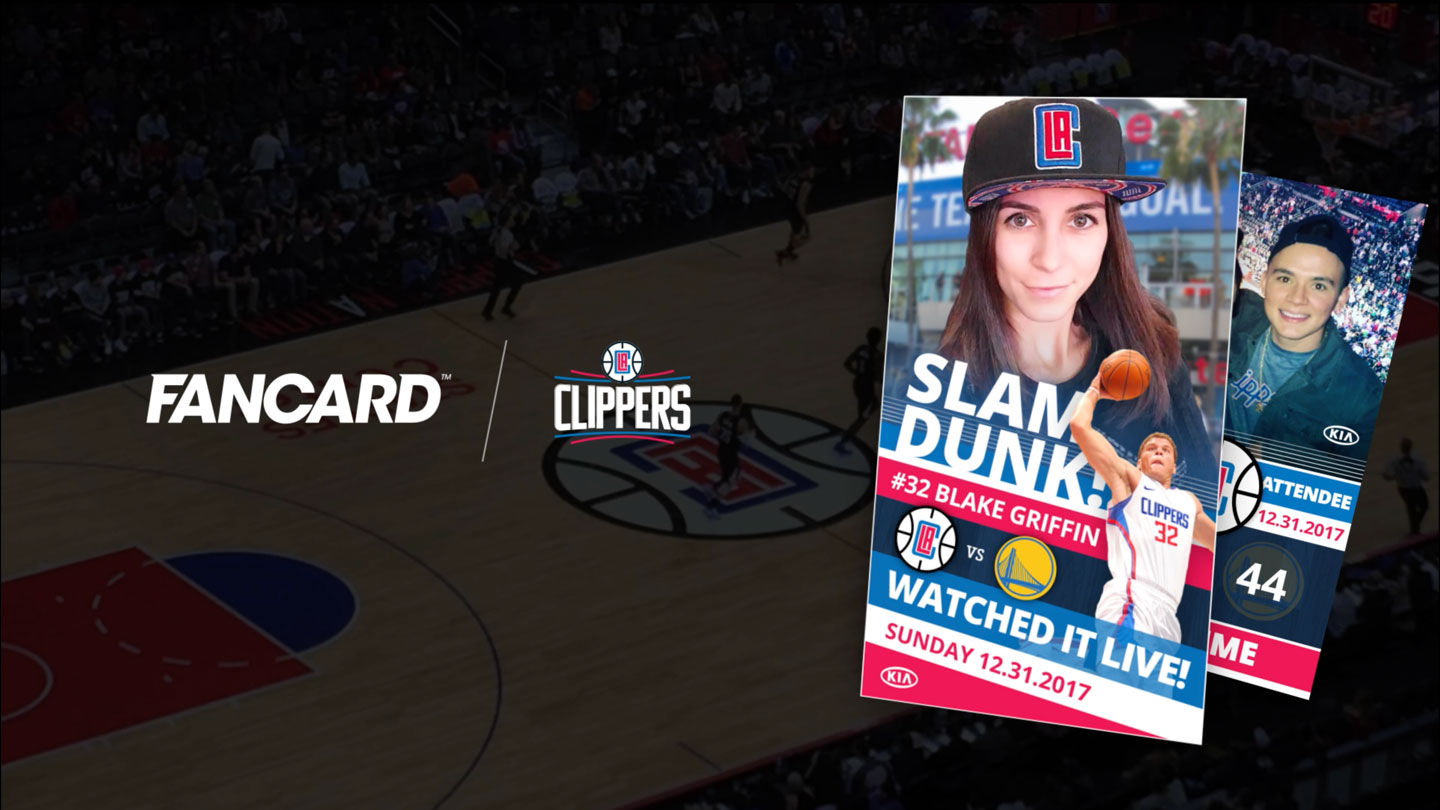 FANCARD™
LAC
CLIPPERS
SLAM
DUNK!
#32 BLAKE GRIFFIN
VS
WATCHED IT LIVE!
SUNDAY 12.31.2017
KIA
CLIPPERS
32
KIA
ATTENDEE
12.31.2017
44
ME